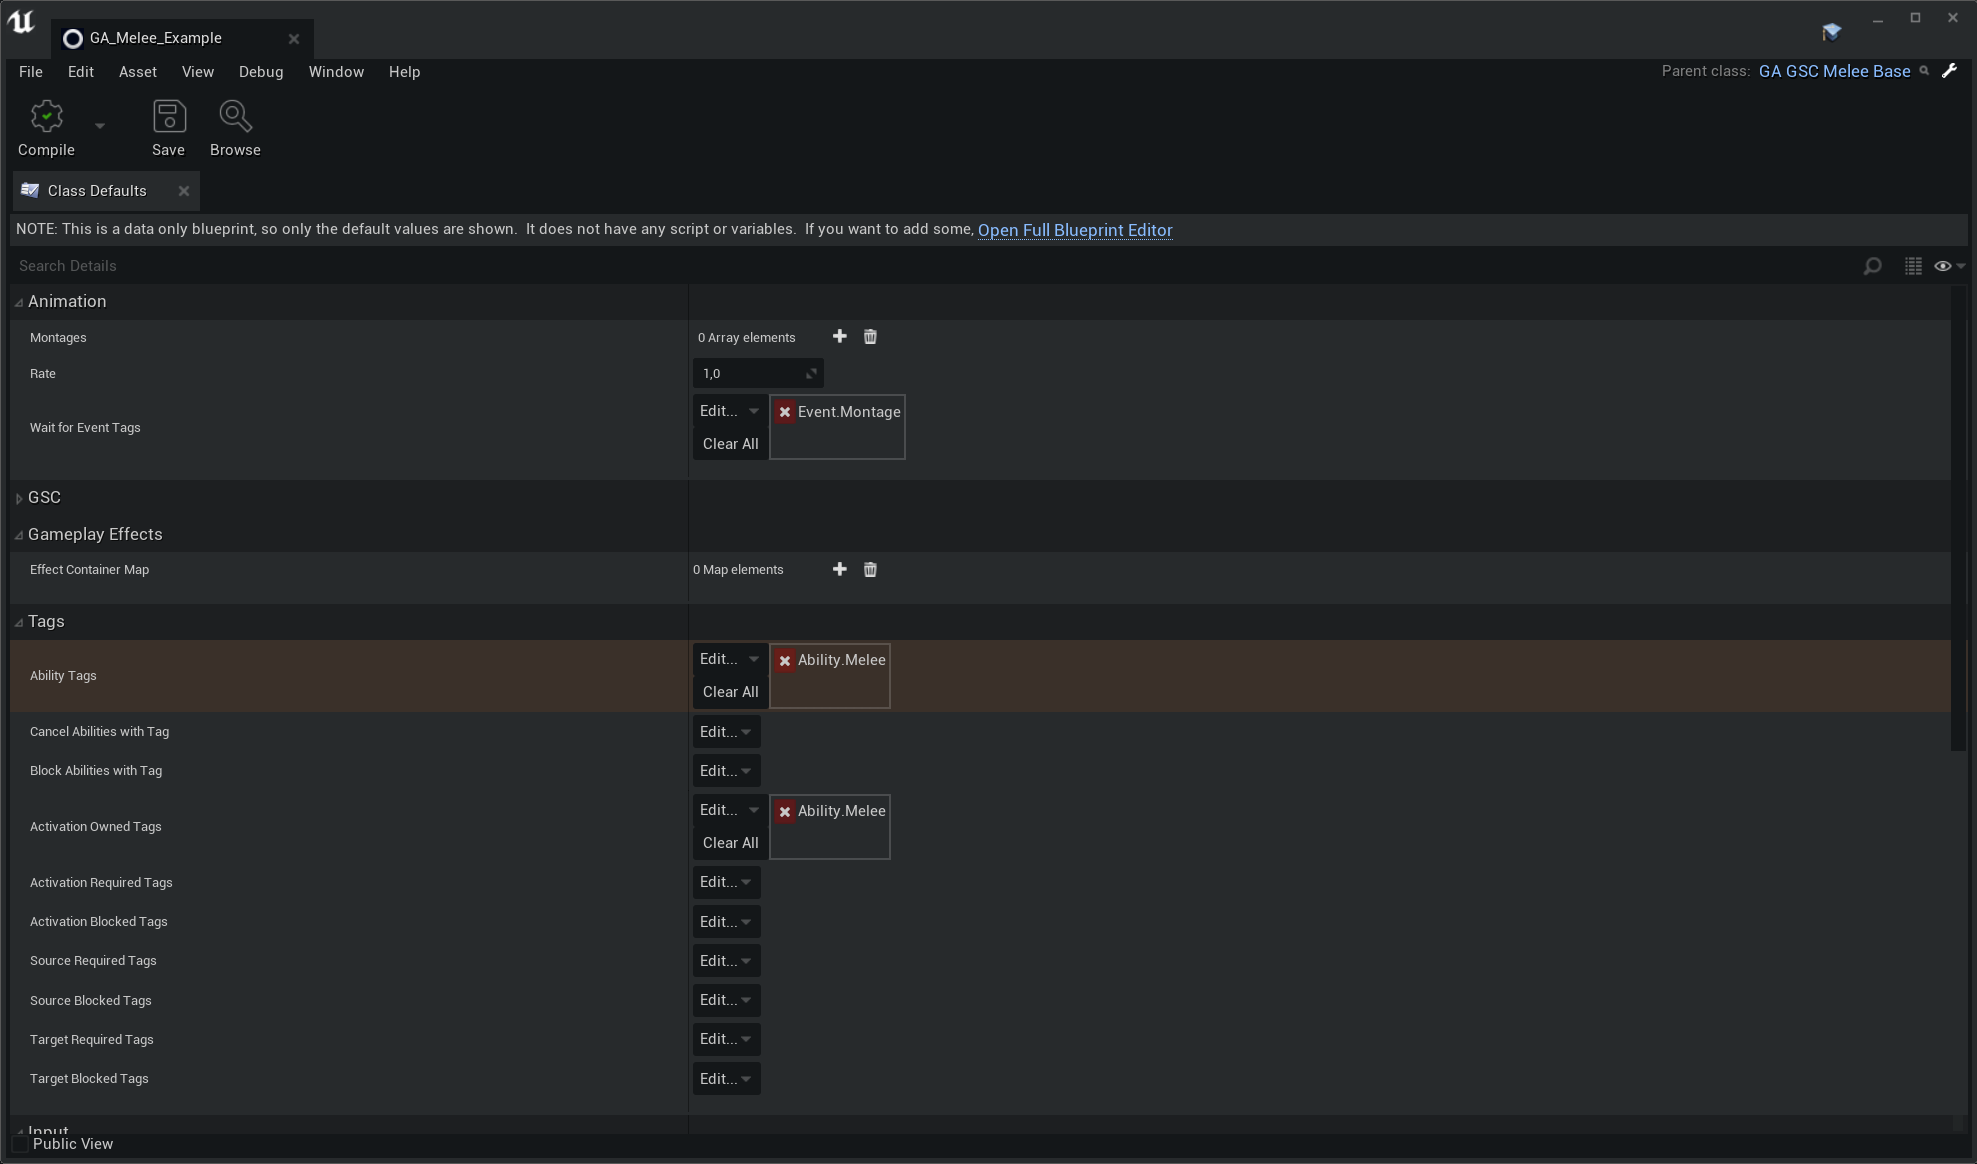 GA_Melee_Example
File Edit Asset View Debug Window Help
Parent class: GA GSC Melee Base
Compile Save Browse
Class Defaults
NOTE: This is a data only blueprint, so only the default values are shown.  It does not have any script or variables.  If you want to add some, Open Full Blueprint Editor
Search Details
Animation
Montages 0 Array elements
Rate 1,0
Wait for Event Tags Edit... Event.Montage
Clear All
GSC
Gameplay Effects
Effect Container Map 0 Map elements
Tags
Ability Tags Edit... Ability.Melee
Clear All
Cancel Abilities with Tag Edit...
Block Abilities with Tag Edit...
Activation Owned Tags Edit... Ability.Melee
Clear All
Activation Required Tags Edit...
Activation Blocked Tags Edit...
Source Required Tags Edit...
Source Blocked Tags Edit...
Target Required Tags Edit...
Target Blocked Tags Edit...
Input
Public View